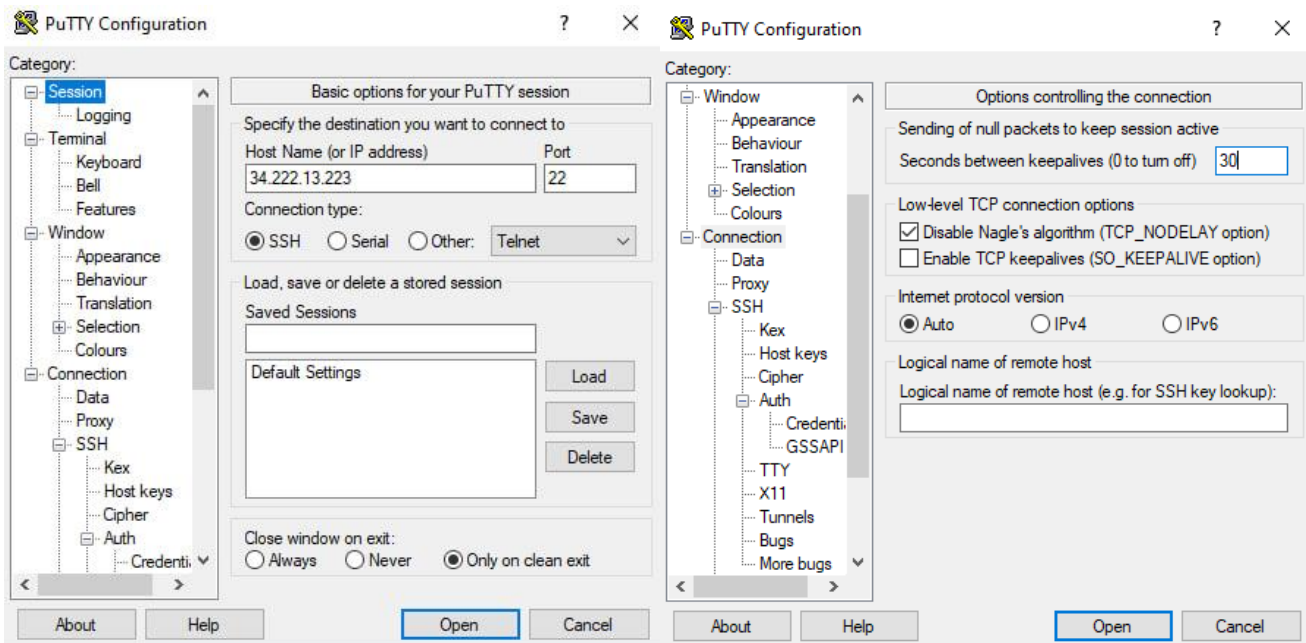 PuTTY Configuration ? ×
Category:
Session
Logging
Terminal
Keyboard
Bell
Features
Window
Appearance
Behaviour
Translation
Selection
Colours
Connection
Data
Proxy
SSH
Kex
Host keys
Cipher
Auth
Credenti
Basic options for your PuTTY session
Specify the destination you want to connect to
Host Name (or IP address) Port
34.222.13.223 22
Connection type:
SSH Serial Other: Telnet
Load, save or delete a stored session
Saved Sessions
Default Settings
Load
Save
Delete
Close window on exit:
Always Never Only on clean exit
About Help Open Cancel
PuTTY Configuration ? ×
Category:
Window
Appearance
Behaviour
Translation
Selection
Colours
Connection
Data
Proxy
SSH
Kex
Host keys
Cipher
Auth
Credenti
GSSAPI
TTY
X11
Tunnels
Bugs
More bugs
Options controlling the connection
Sending of null packets to keep session active
Seconds between keepalives (0 to turn off) 30
Low-level TCP connection options
Disable Nagle's algorithm (TCP_NODELAY option)
Enable TCP keepalives (SO_KEEPALIVE option)
Internet protocol version
Auto IPv4 IPv6
Logical name of remote host
Logical name of remote host (e.g. for SSH key lookup):
About Help Open Cancel